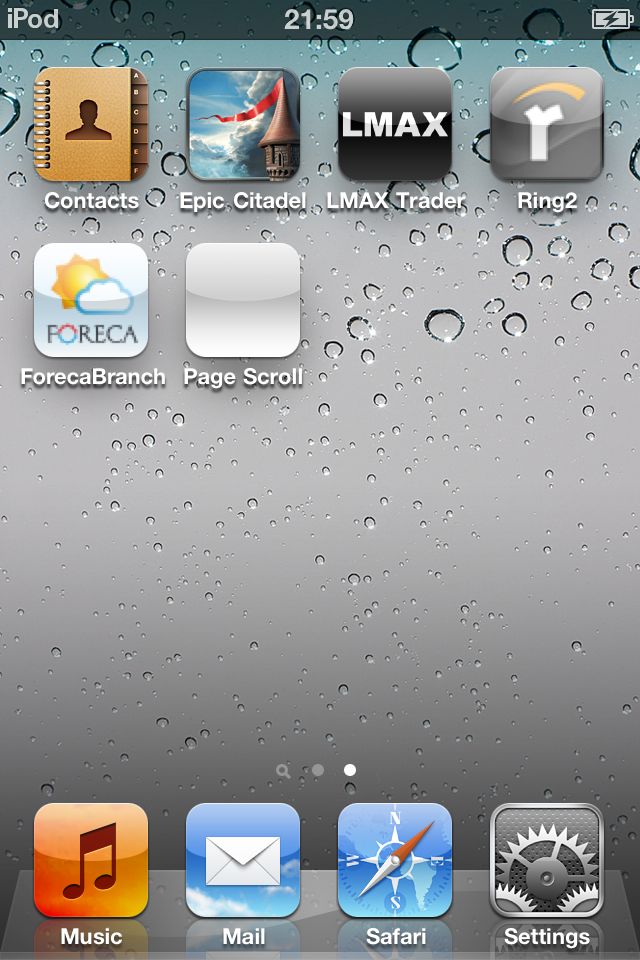 iPod 21:59
A
B
C
D
E
F
LMAX
r
Contacts Epic Citadel LMAX Trader Ring2
FORECA
ForecaBranch Page Scroll
N
W E
S
Music Mail Safari Settings